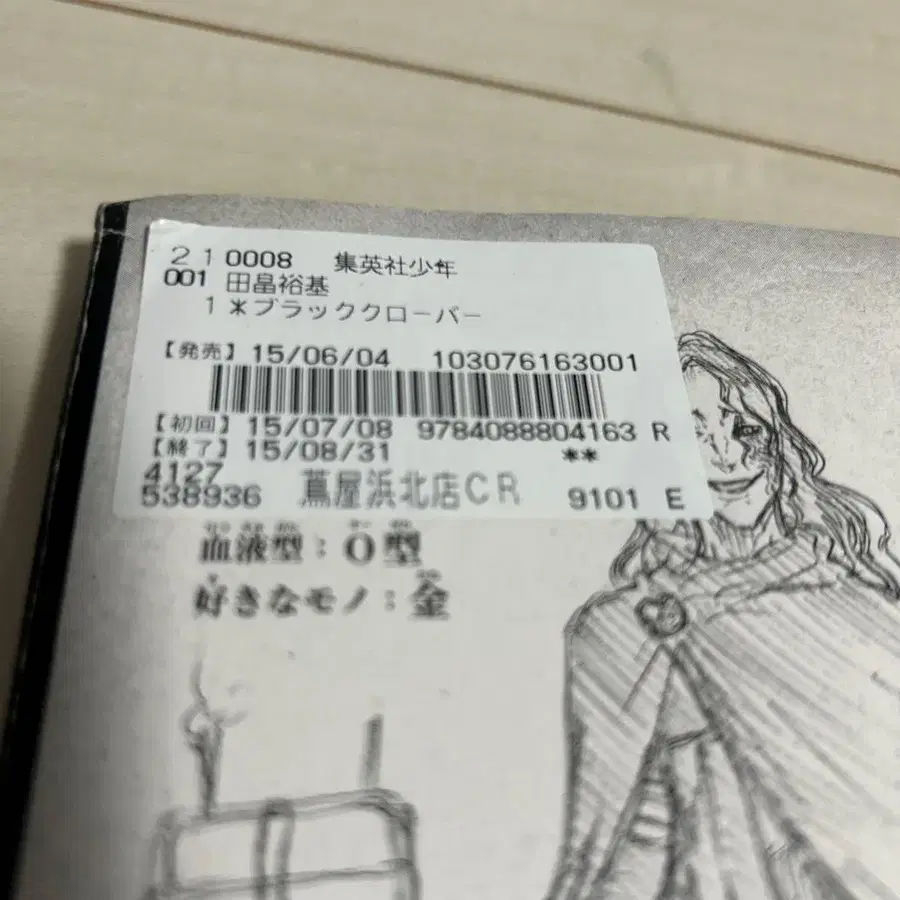 ２１0008 集英社少年
001 田畠裕基
１*ブラッククローバー
【発売】15/06/04 103076163001
【初回】15/07/08 9784088804163 R
【終了】15/08/31 **
4127
538936 蔦屋浜北店ＣＲ 9101 E
血液型：O型
好きなモノ：金